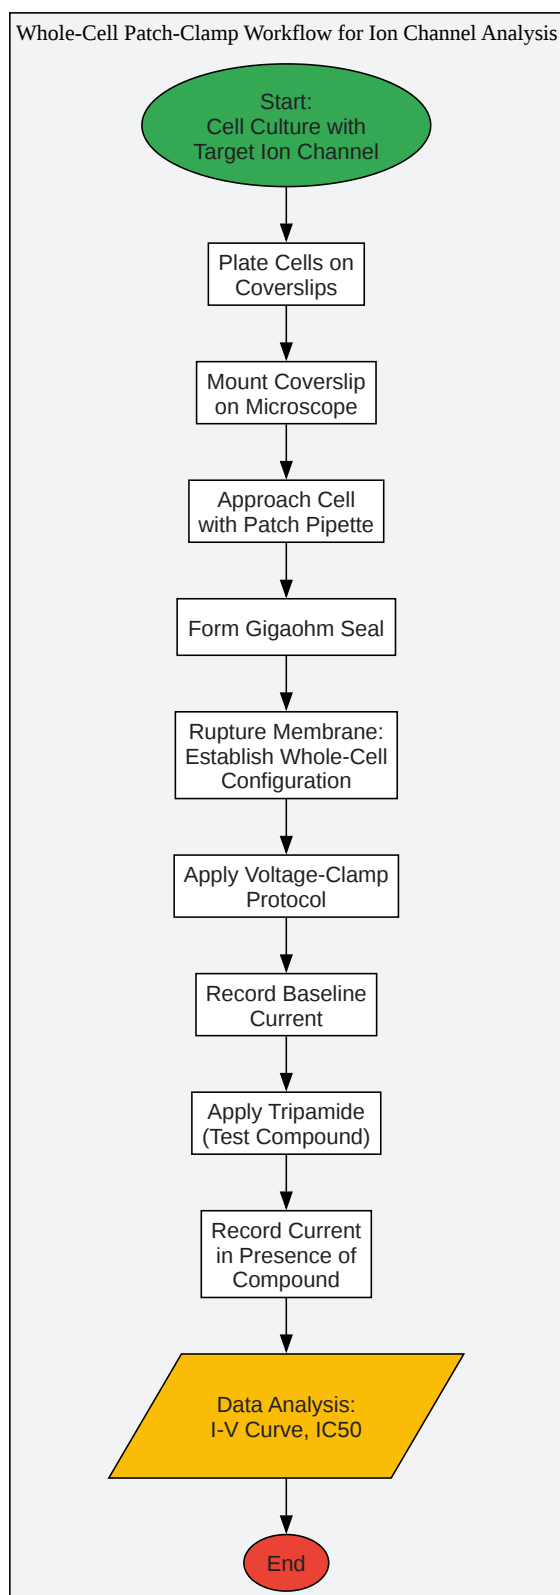 Whole-Cell Patch-Clamp Workflow for Ion Channel Analysis
Start:
Cell Culture with
Target Ion Channel
Plate Cells on
Coverslips
Mount Coverslip
on Microscope
Approach Cell
with Patch Pipette
Form Gigaohm Seal
Rupture Membrane:
Establish Whole-Cell
Configuration
Apply Voltage-Clamp
Protocol
Record Baseline
Current
Apply Tripamide
(Test Compound)
Record Current
in Presence of
Compound
Data Analysis:
I-V Curve, IC50
End